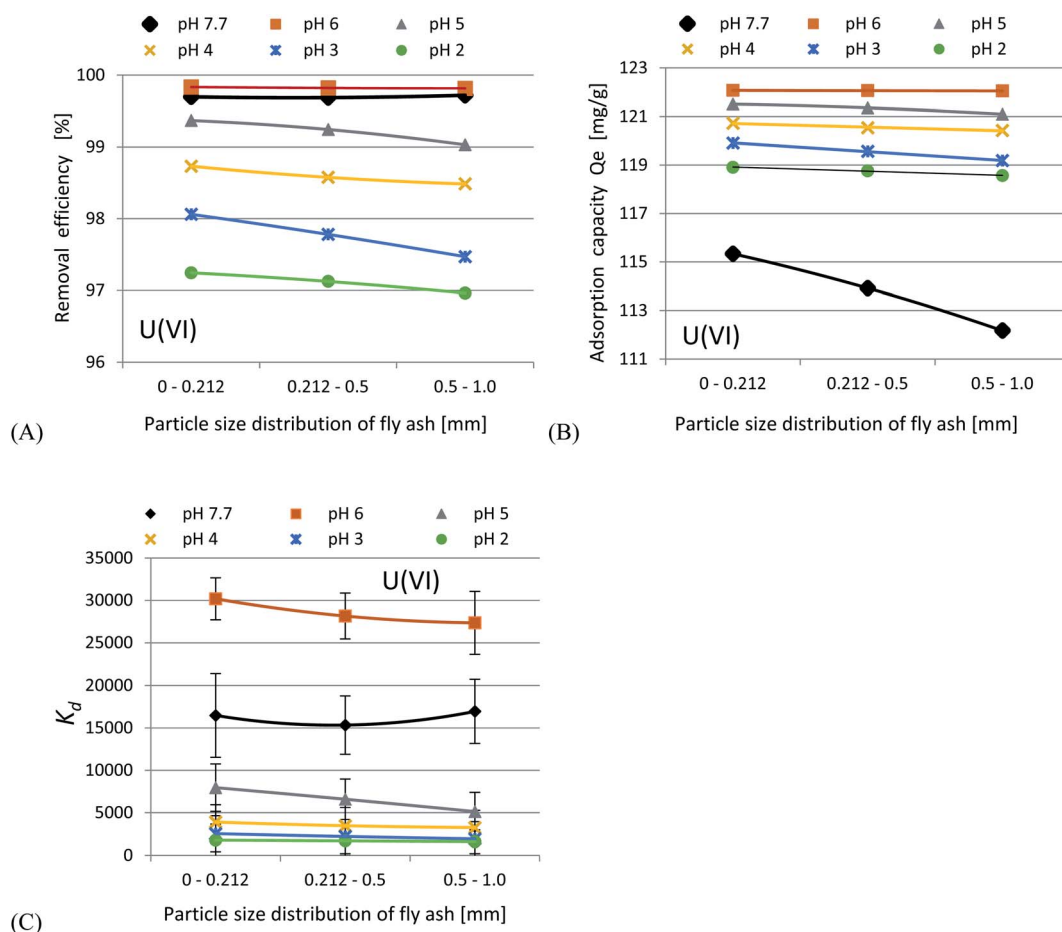 pH 7.7 pH 6 pH 5
pH 4 pH 3 pH 2
100
99
98
97
96
Removal efficiency [%]
U(VI)
0 - 0.212 0.212 - 0.5 0.5 - 1.0
Particle size distribution of fly ash [mm]
(A)
pH 7.7 pH 6 pH 5
pH 4 pH 3 pH 2
123
121
119
117
115
113
111
Adsorption capacity Qe [mg/g]
U(VI)
0 - 0.212 0.212 - 0.5 0.5 - 1.0
Particle size distribution of fly ash [mm]
(B)
pH 7.7 pH 6 pH 5
pH 4 pH 3 pH 2
35000
30000
25000
20000
15000
10000
5000
0
Kd
U(VI)
0 - 0.212 0.212 - 0.5 0.5 - 1.0
Particle size distribution of fly ash [mm]
(C)